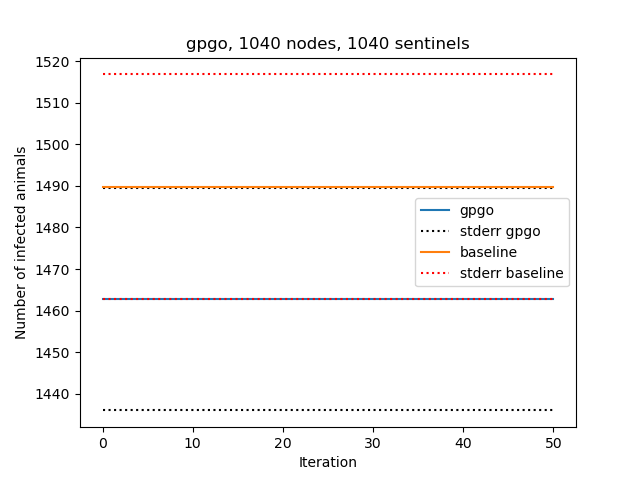 gpgo, 1040 nodes, 1040 sentinels
1520
1510
1500
1490
1480
1470
1460
1450
1440
Number of infected animals
gpgo
stderr gpgo
baseline
stderr baseline
0 10 20 30 40 50
Iteration